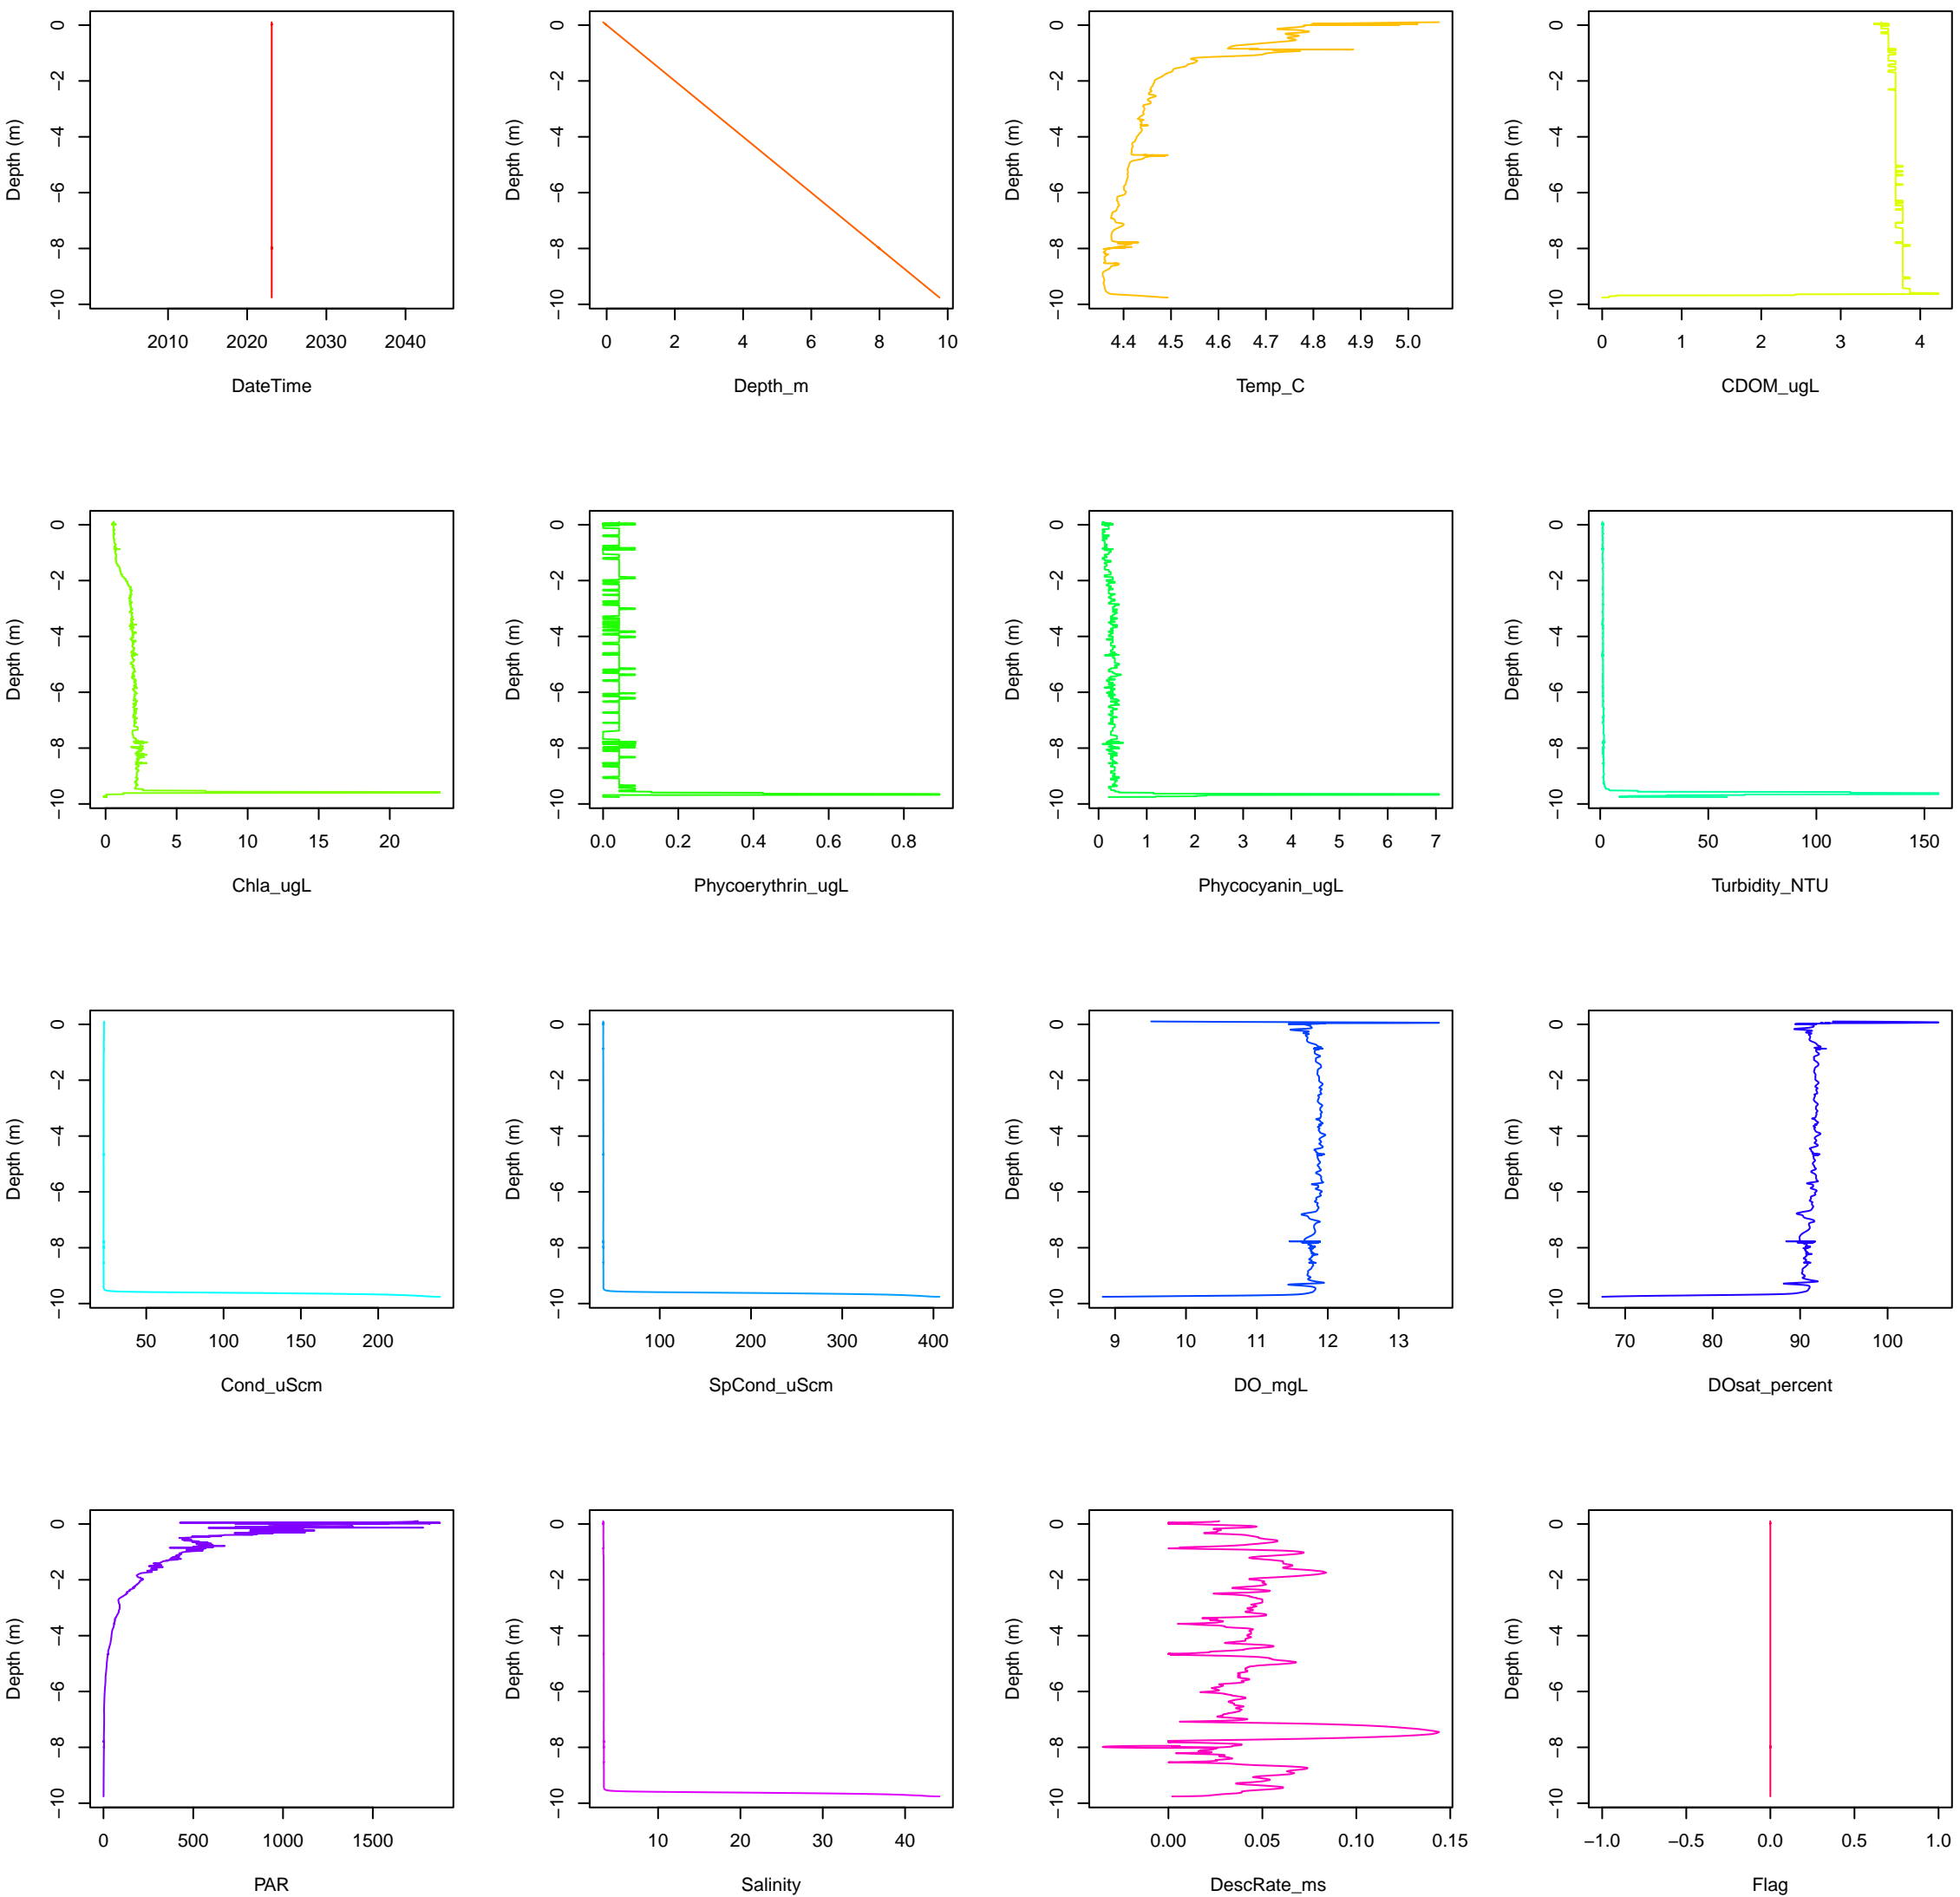 Depth (m)
0
−2
−4
−6
−8
−10
2010 2020 2030 2040
DateTime
Depth (m)
0
−2
−4
−6
−8
−10
0 2 4 6 8 10
Depth_m
Depth (m)
0
−2
−4
−6
−8
−10
4.4 4.5 4.6 4.7 4.8 4.9 5.0
Temp_C
Depth (m)
0
−2
−4
−6
−8
−10
0 1 2 3 4
CDOM_ugL
Depth (m)
0
−2
−4
−6
−8
−10
0 5 10 15 20
Chla_ugL
Depth (m)
0
−2
−4
−6
−8
−10
0.0 0.2 0.4 0.6 0.8
Phycoerythrin_ugL
Depth (m)
0
−2
−4
−6
−8
−10
0 1 2 3 4 5 6 7
Phycocyanin_ugL
Depth (m)
0
−2
−4
−6
−8
−10
0 50 100 150
Turbidity_NTU
Depth (m)
0
−2
−4
−6
−8
−10
50 100 150 200
Cond_uScm
Depth (m)
0
−2
−4
−6
−8
−10
100 200 300 400
SpCond_uScm
Depth (m)
0
−2
−4
−6
−8
−10
9 10 11 12 13
DO_mgL
Depth (m)
0
−2
−4
−6
−8
−10
70 80 90 100
DOsat_percent
Depth (m)
0
−2
−4
−6
−8
−10
0 500 1000 1500
PAR
Depth (m)
0
−2
−4
−6
−8
−10
10 20 30 40
Salinity
Depth (m)
0
−2
−4
−6
−8
−10
0.00 0.05 0.10 0.15
DescRate_ms
Depth (m)
0
−2
−4
−6
−8
−10
−1.0 −0.5 0.0 0.5 1.0
Flag